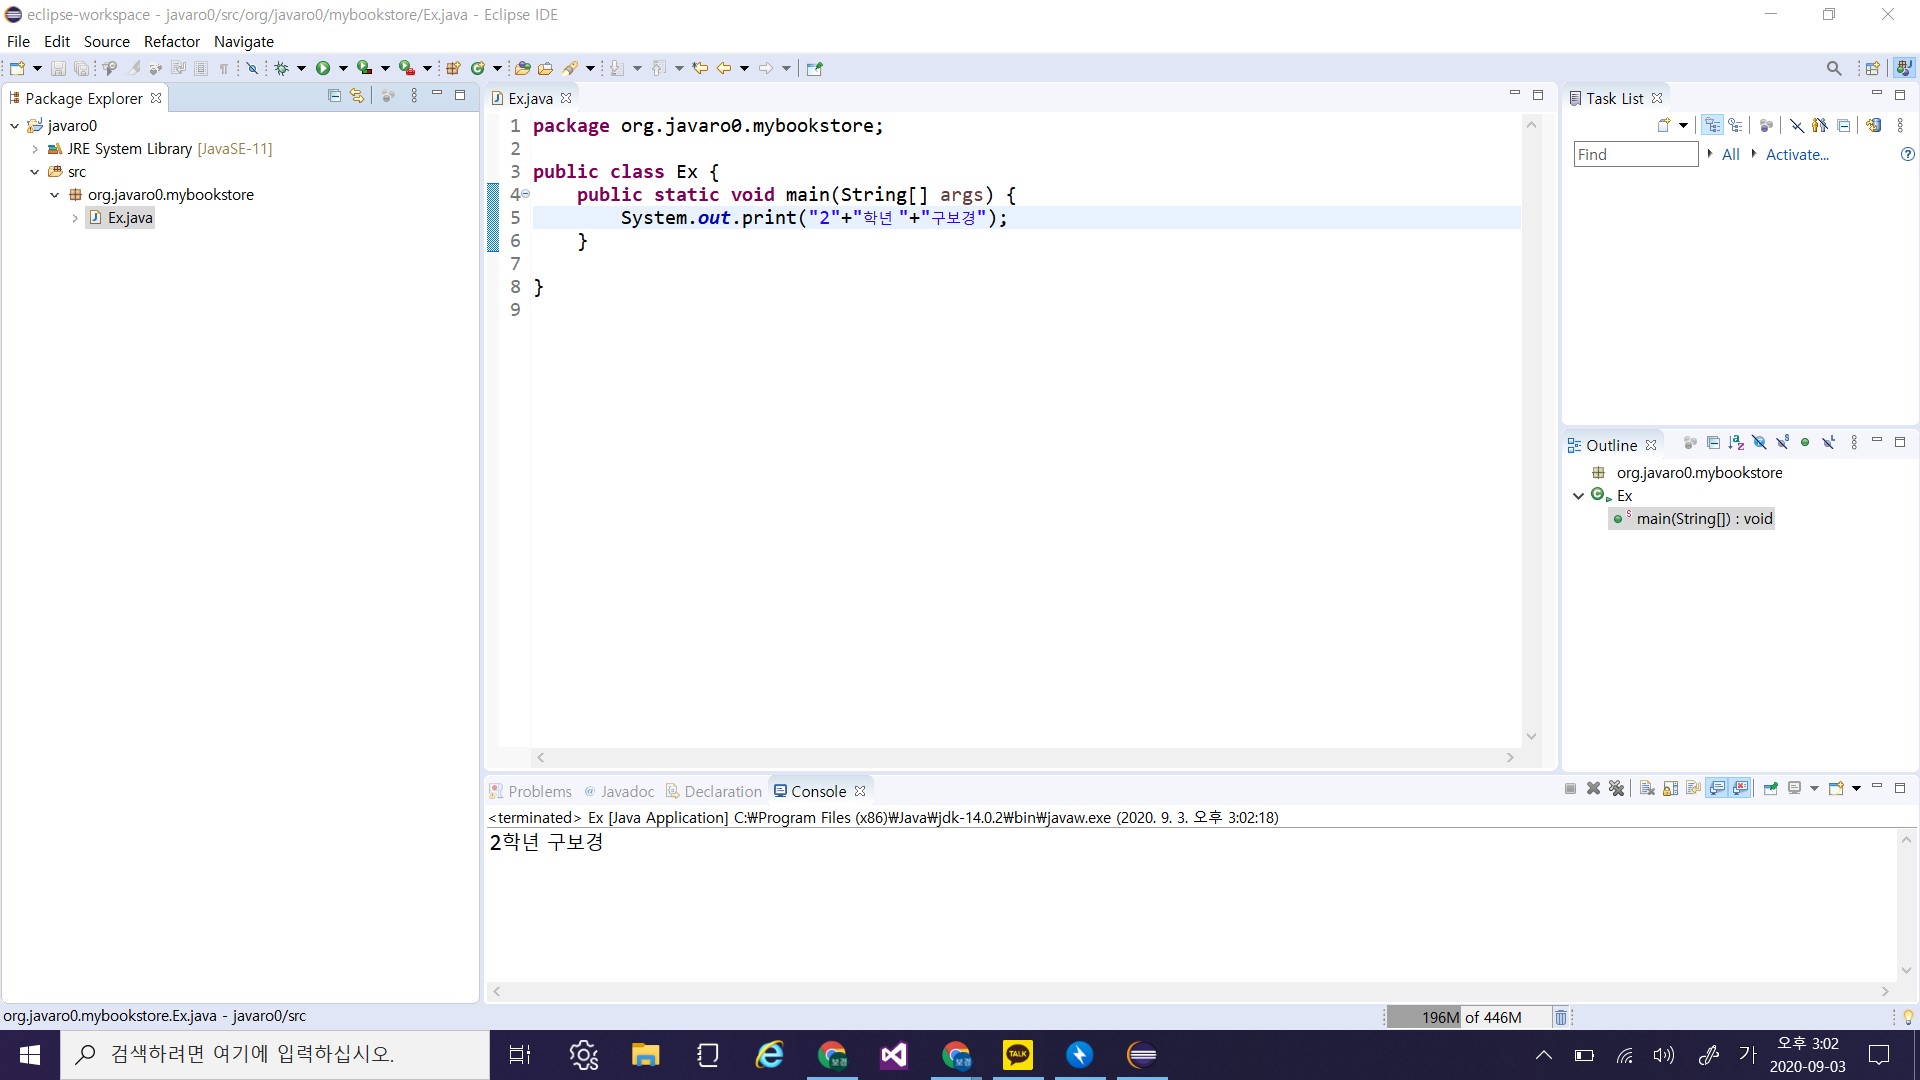 eclipse-workspace - javaro0/src/org/javaro0/mybookstore/Ex.java - Eclipse IDE
File Edit Source Refactor Navigate
Package Explorer
javaro0
JRE System Library [JavaSE-11]
src
org.javaro0.mybookstore
Ex.java
Ex.java
1 package org.javaro0.mybookstore;
2
3 public class Ex {
4 public static void main(String[] args) {
5 System.out.print("2"+"학년 "+"구보경");
6 }
7
8 }
9
Task List
Find All Activate...
Outline
org.javaro0.mybookstore
Ex
main(String[]) : void
Problems @ Javadoc Declaration Console
<terminated> Ex [Java Application] C:₩Program Files (x86)₩Java₩jdk-14.0.2₩bin₩javaw.exe (2020. 9. 3. 오후 3:02:18)
2학년 구보경
org.javaro0.mybookstore.Ex.java - javaro0/src
196M of 446M
검색하려면 여기에 입력하십시오.
보경
보경
TALK
가
오후 3:02
2020-09-03